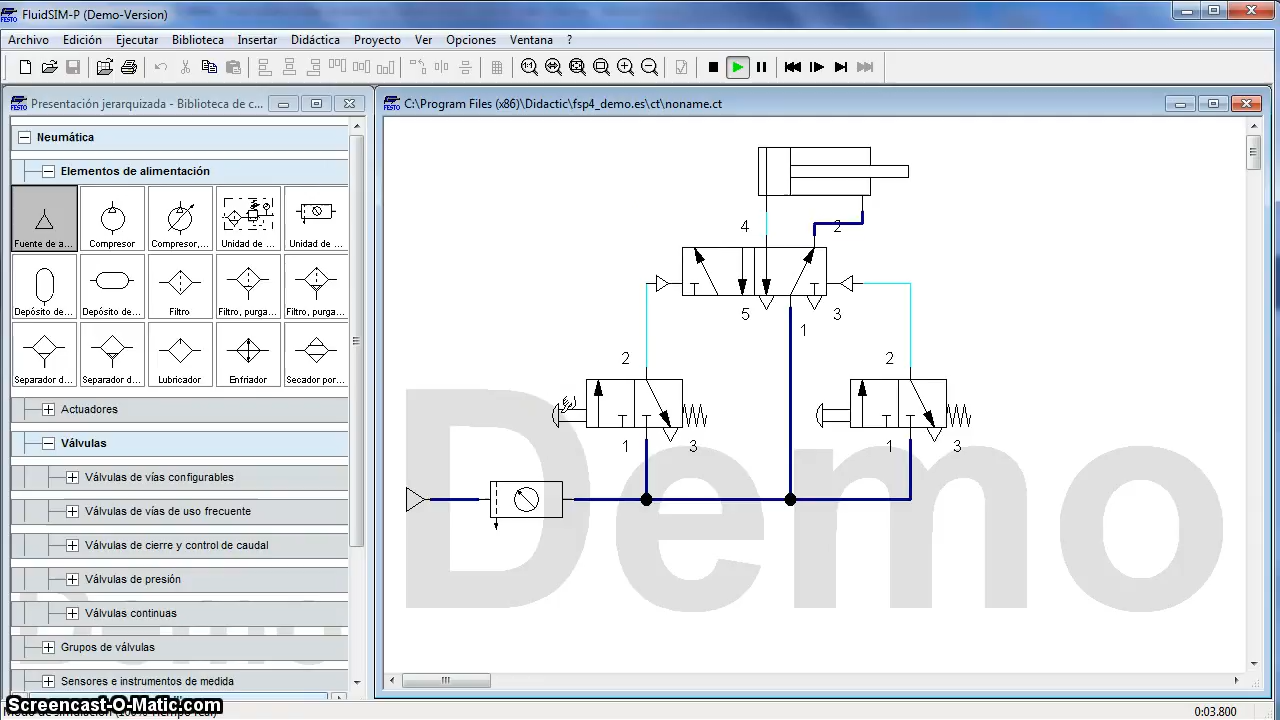 FluidSIM-P (Demo-Version)
Archivo Edición Ejecutar Biblioteca Insertar Didáctica Proyecto Ver Opciones Ventana ?
FESTO Presentación jerarquizada - Biblioteca de c...
FESTO C:\Program Files (x86)\Didactic\fsp4_demo.es\ct\noname.ct
Neumática
Elementos de alimentación
Fuente de a... Compresor Compresor,... Unidad de ... Unidad de ...
Depósito de... Depósito de... Filtro Filtro, purga... Filtro, purga...
Separador d... Separador d... Lubricador Enfriador Secador por...
Actuadores
Válvulas
Válvulas de vías configurables
Válvulas de vías de uso frecuente
Válvulas de cierre y control de caudal
Válvulas de presión
Válvulas continuas
Grupos de válvulas
Sensores e instrumentos de medida
4 2
5 1 3
2 2
1 3 1 3
Demo
Demo
Screencast-O-Matic.com
0:03.800